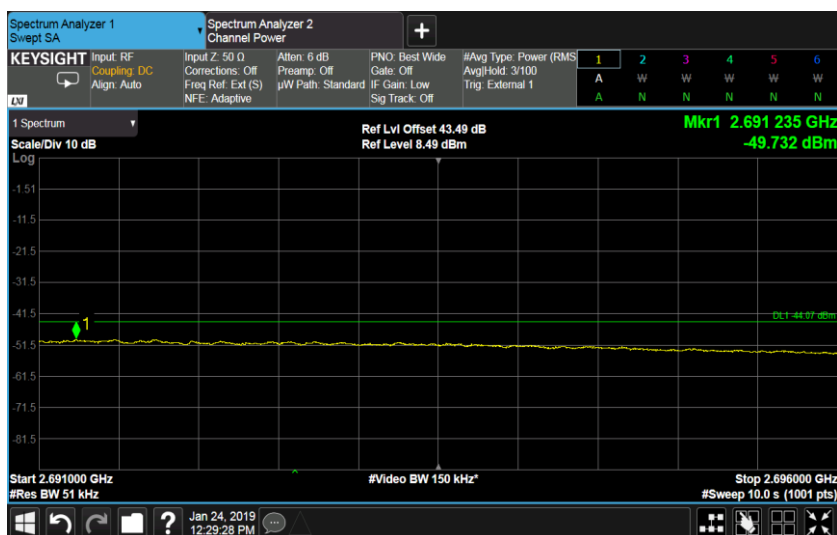 Spectrum Analyzer 1
Swept SA
Spectrum Analyzer 2
Channel Power
+
KEYSIGHT
LXI
Input: RF
Coupling: DC
Align: Auto
Input Z: 50 Ω
Corrections: Off
Freq Ref: Ext (S)
NFE: Adaptive
Atten: 6 dB
Preamp: Off
µW Path: Standard
PNO: Best Wide
Gate: Off
IF Gain: Low
Sig Track: Off
#Avg Type: Power (RMS
Avg|Hold: 3/100
Trig: External 1
1 2 3 4 5 6
A W W W W W
A N N N N N
1 Spectrum
Scale/Div 10 dB
Log
Ref Lvl Offset 43.49 dB
Ref Level 8.49 dBm
Mkr1 2.691 235 GHz
-49.732 dBm
-1.51
-11.5
-21.5
-31.5
-41.5
DL1 -44.07 dBm
1
-51.5
-61.5
-71.5
-81.5
Start 2.691000 GHz
#Res BW 51 kHz
#Video BW 150 kHz*
Stop 2.696000 GHz
#Sweep 10.0 s (1001 pts)
?
Jan 24, 2019
12:29:28 PM